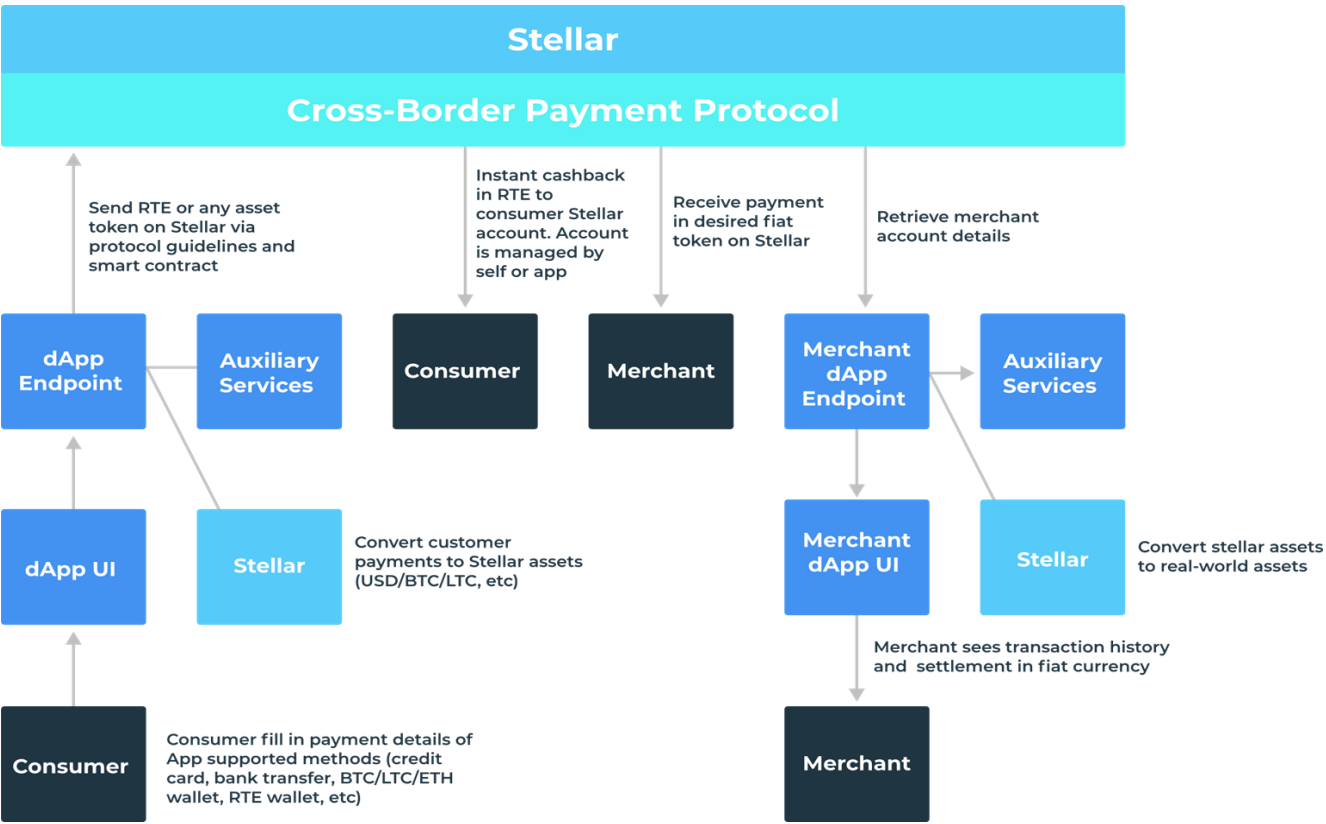 Stellar
Cross-Border Payment Protocol
Send RTE or any asset
token on Stellar via
protocol guidelines and
smart contract
Instant cashback
in RTE to
consumer Stellar
account. Account
is managed by
self or app
Receive payment
in desired fiat
token on Stellar
Retrieve merchant
account details
dApp
Endpoint
Auxiliary
Services
Consumer
Merchant
Merchant
dApp
Endpoint
Auxiliary
Services
dApp UI
Stellar
Convert customer
payments to Stellar assets
(USD/BTC/LTC, etc)
Merchant
dApp UI
Stellar
Convert stellar assets
to real-world assets
Merchant sees transaction history
and settlement in fiat currency
Consumer
Consumer fill in payment details of
App supported methods (credit
card, bank transfer, BTC/LTC/ETH
wallet, RTE wallet, etc)
Merchant